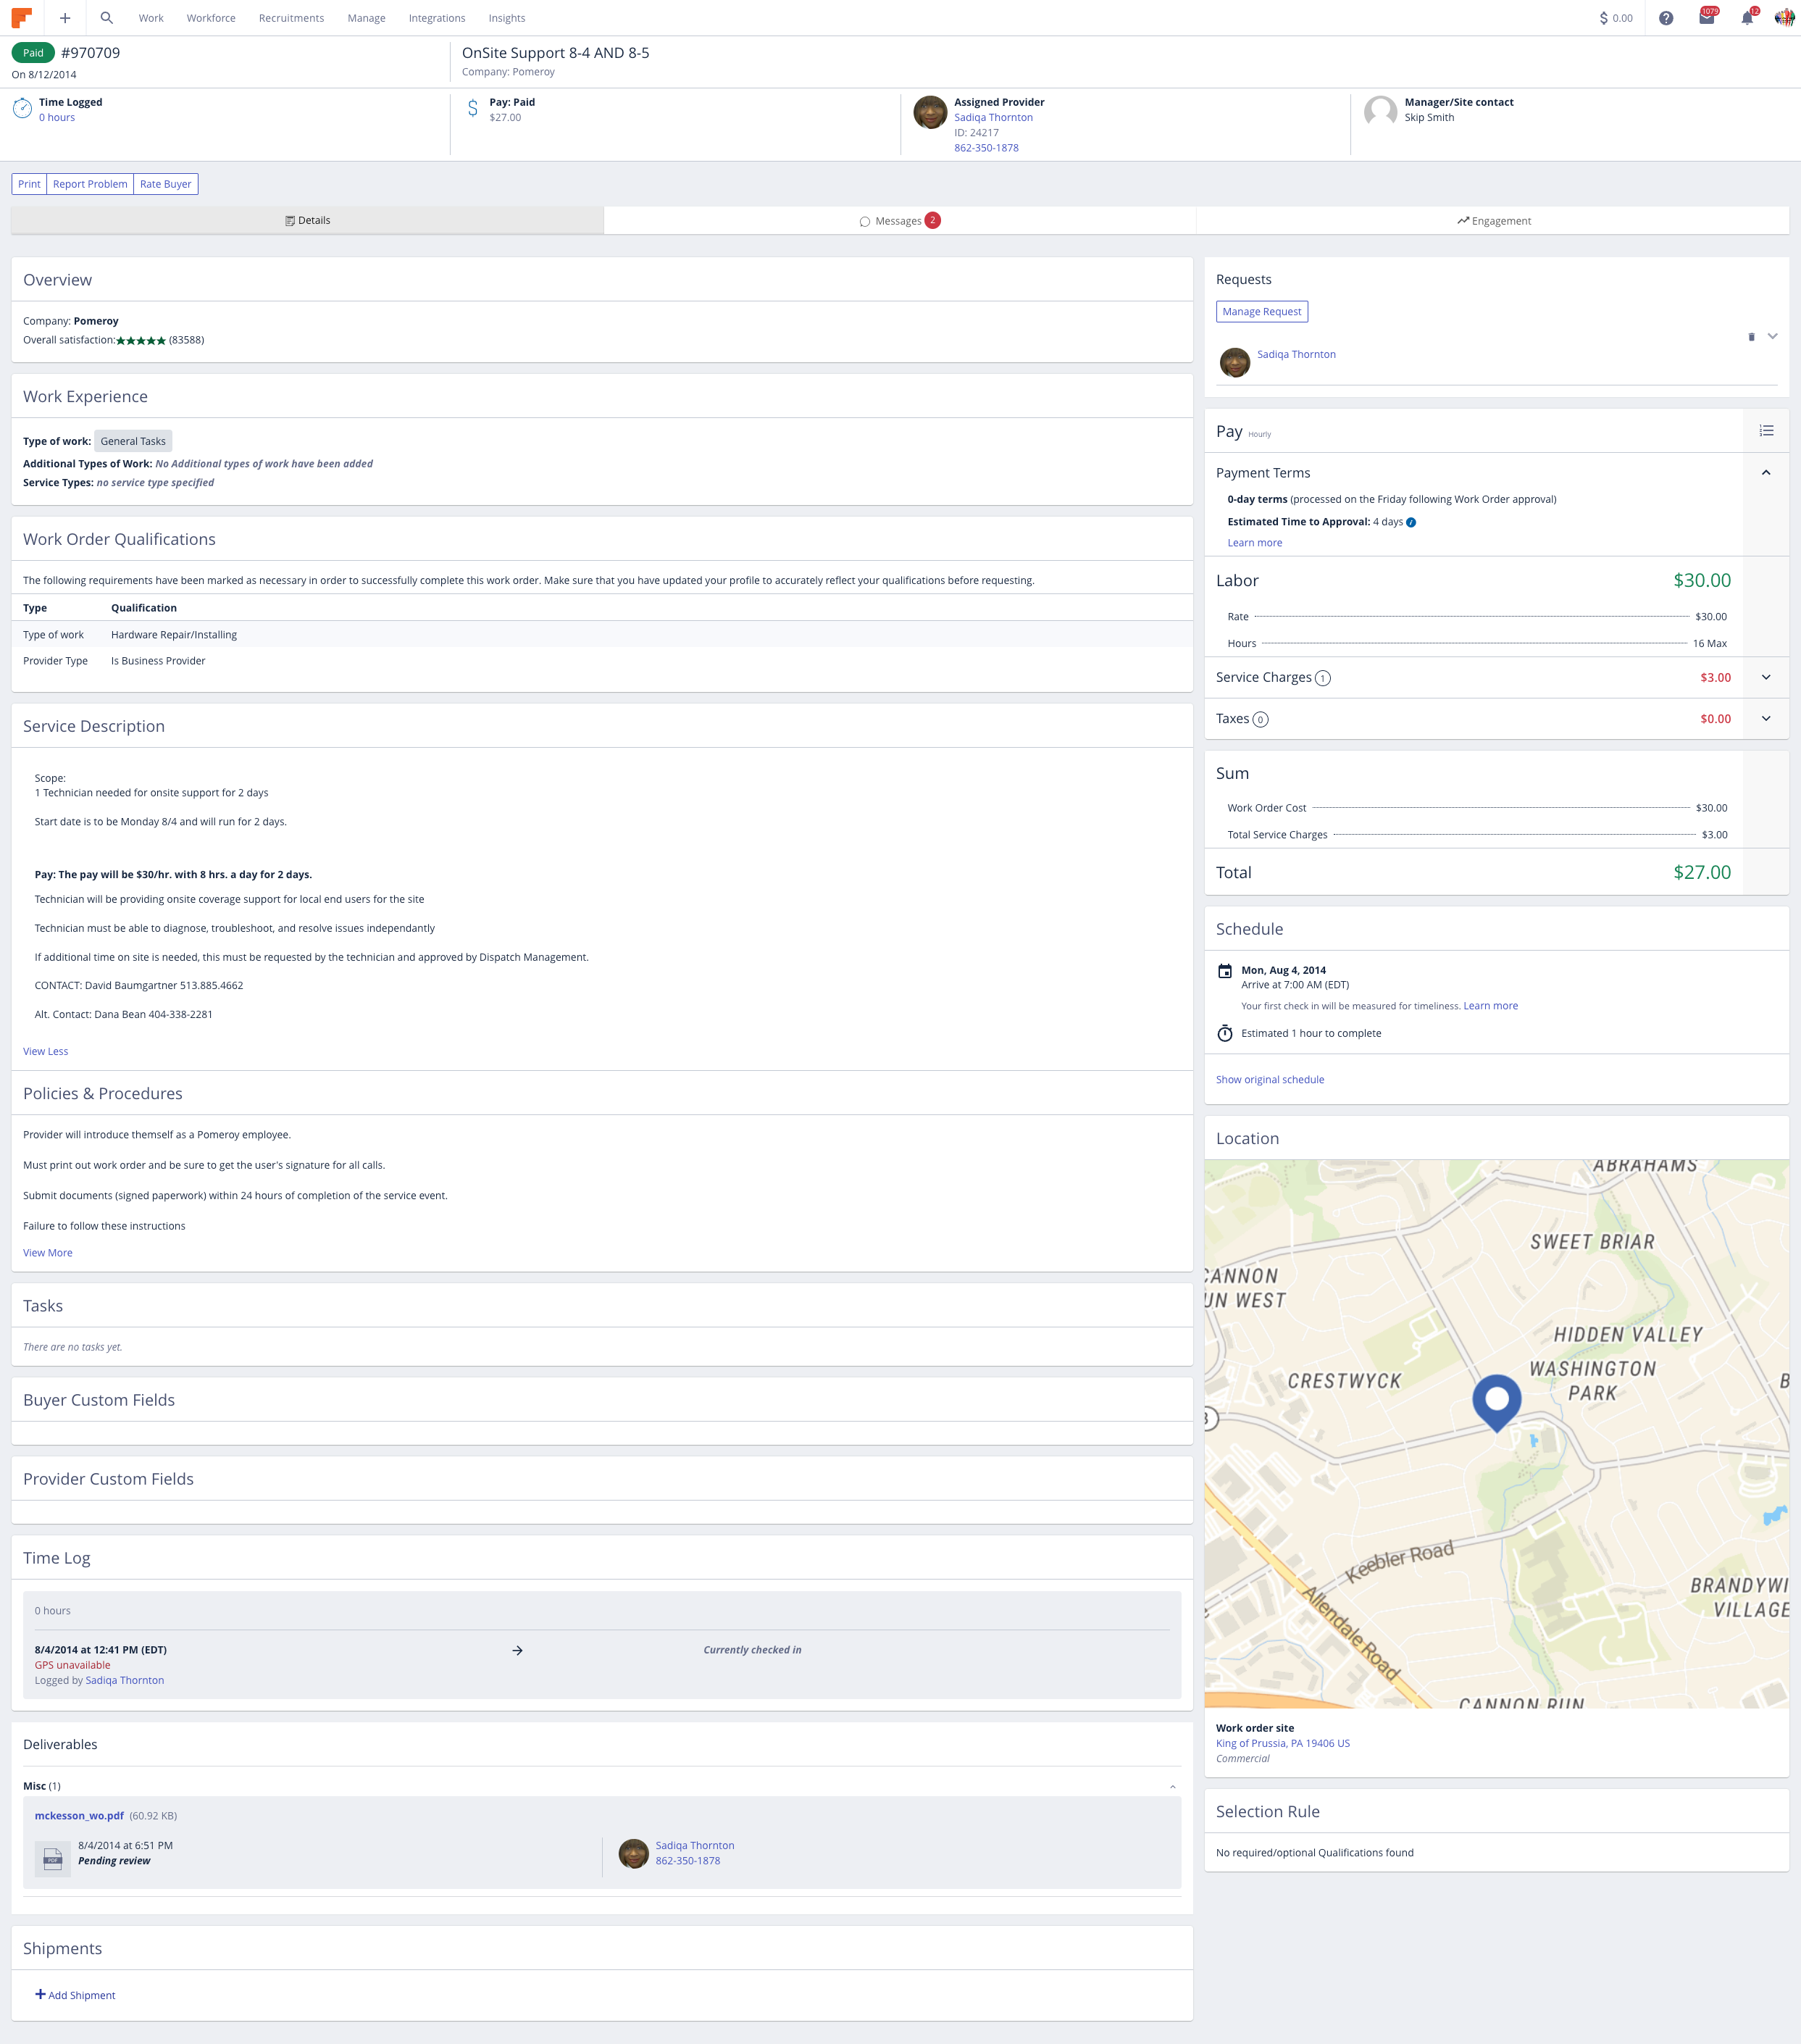 Work Workforce Recruitments Manage Integrations Insights $ 0.00 1079 12
Paid #970709
On 8/12/2014
OnSite Support 8-4 AND 8-5
Company: Pomeroy
Time Logged
0 hours
Pay: Paid
$27.00
Assigned Provider
Sadiqa Thornton
ID: 24217
862-350-1878
Manager/Site contact
Skip Smith
Print Report Problem Rate Buyer
Details Messages 2 Engagement
Overview
Company: Pomeroy
Overall satisfaction:★★★★★ (83588)
Work Experience
Type of work: General Tasks
Additional Types of Work: No Additional types of work have been added
Service Types: no service type specified
Work Order Qualifications
The following requirements have been marked as necessary in order to successfully complete this work order. Make sure that you have updated your profile to accurately reflect your qualifications before requesting.
Type Qualification
Type of work Hardware Repair/Installing
Provider Type Is Business Provider
Service Description
Scope:
1 Technician needed for onsite support for 2 days
Start date is to be Monday 8/4 and will run for 2 days.
Pay: The pay will be $30/hr. with 8 hrs. a day for 2 days.
Technician will be providing onsite coverage support for local end users for the site
Technician must be able to diagnose, troubleshoot, and resolve issues independantly
If additional time on site is needed, this must be requested by the technician and approved by Dispatch Management.
CONTACT: David Baumgartner 513.885.4662
Alt. Contact: Dana Bean 404-338-2281
View Less
Policies & Procedures
Provider will introduce themself as a Pomeroy employee.
Must print out work order and be sure to get the user's signature for all calls.
Submit documents (signed paperwork) within 24 hours of completion of the service event.
Failure to follow these instructions
View More
Tasks
There are no tasks yet.
Buyer Custom Fields
Provider Custom Fields
Time Log
0 hours
8/4/2014 at 12:41 PM (EDT) Currently checked in
GPS unavailable
Logged by Sadiqa Thornton
Deliverables
Misc (1)
mckesson_wo.pdf (60.92 KB)
PDF
8/4/2014 at 6:51 PM
Pending review
Sadiqa Thornton
862-350-1878
Shipments
Add Shipment
Requests
Manage Request
Sadiqa Thornton
Pay Hourly
Payment Terms
0-day terms (processed on the Friday following Work Order approval)
Estimated Time to Approval: 4 days
Learn more
Labor $30.00
Rate $30.00
Hours 16 Max
Service Charges 1 $3.00
Taxes 0 $0.00
Sum
Work Order Cost $30.00
Total Service Charges $3.00
Total $27.00
Schedule
Mon, Aug 4, 2014
Arrive at 7:00 AM (EDT)
Your first check in will be measured for timeliness. Learn more
Estimated 1 hour to complete
Show original schedule
Location
ABRAHAMS
SWEET BRIAR
CANNON
UN WEST
HIDDEN VALLEY
WASHINGTON
PARK
CRESTWYCK
B
3
Keebler Road
Allendale Road
BRANDYWI
VILLAGE
CANNON RUN
Work order site
King of Prussia, PA 19406 US
Commercial
Selection Rule
No required/optional Qualifications found